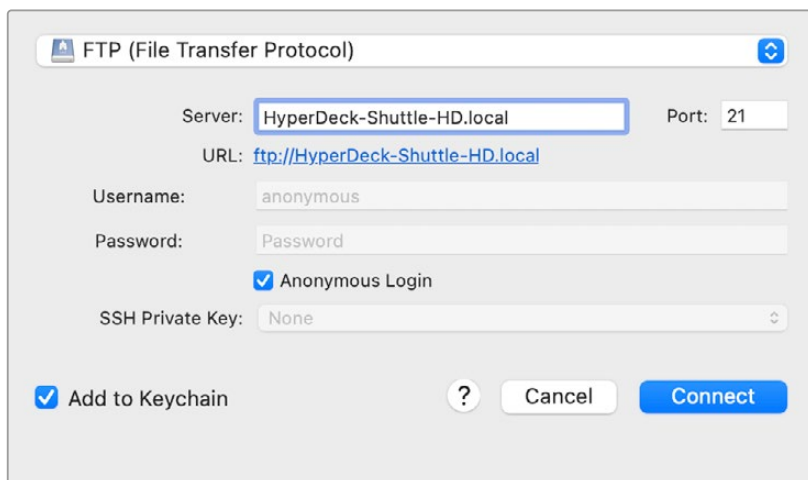 FTP (File Transfer Protocol)
Server: HyperDeck-Shuttle-HD.local Port: 21
URL: ftp://HyperDeck-Shuttle-HD.local
Username: anonymous
Password: Password
Anonymous Login
SSH Private Key: None
Add to Keychain ? Cancel Connect